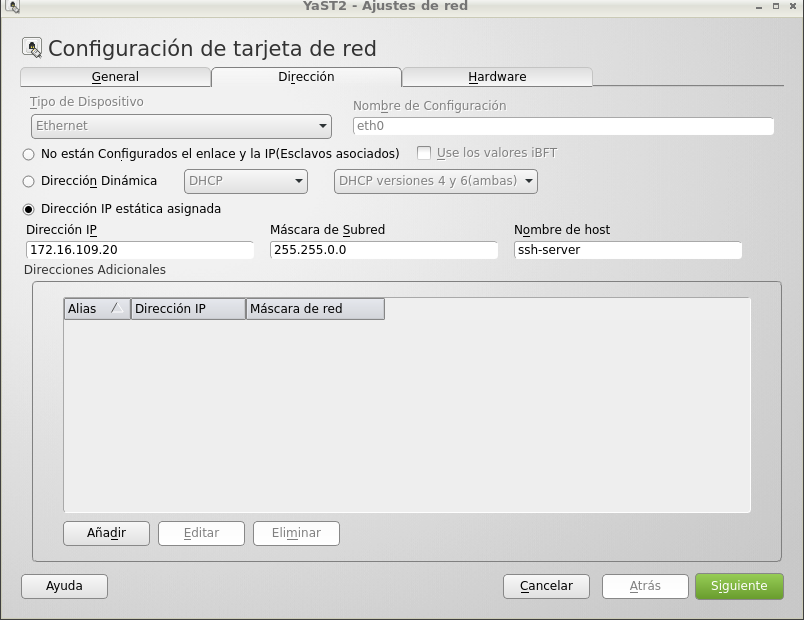 YaST2 - Ajustes de red
Configuración de tarjeta de red
General Dirección Hardware
Tipo de Dispositivo Nombre de Configuración
Ethernet eth0
No están Configurados el enlace y la IP(Esclavos asociados) Use los valores iBFT
Dirección Dinámica DHCP DHCP versiones 4 y 6(ambas)
Dirección IP estática asignada
Dirección IP Máscara de Subred Nombre de host
172.16.109.20 255.255.0.0 ssh-server
Direcciones Adicionales
Alias Dirección IP Máscara de red
Añadir Editar Eliminar
Ayuda Cancelar Atrás Siguiente